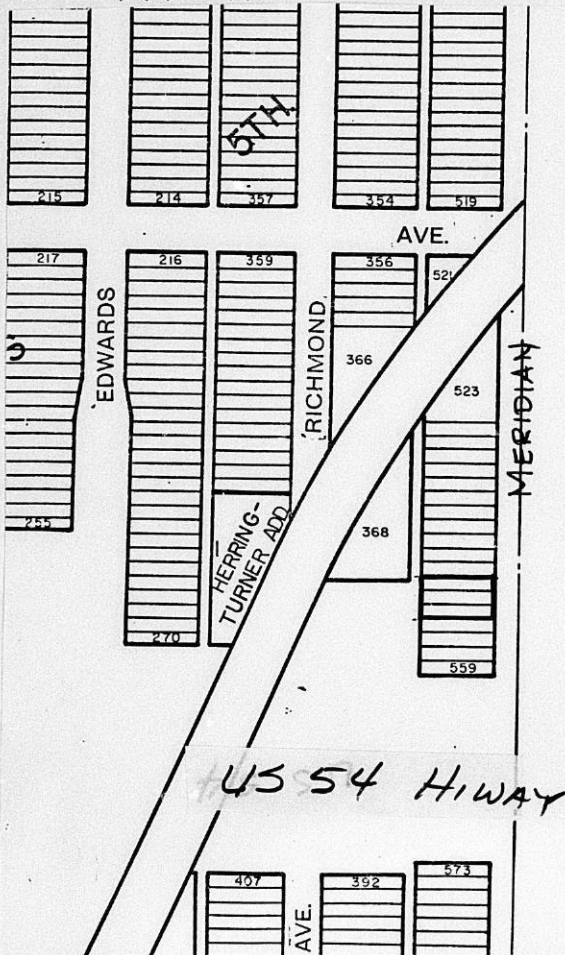 5TH.
215
214
357
354
519
AVE.
217
216
359
356
521
EDWARDS
RICHMOND
366
523
MERIDIAN
255
HERRING-
TURNER ADD.
368
270
559
US 54 HIWAY
407
392
573
AVE.